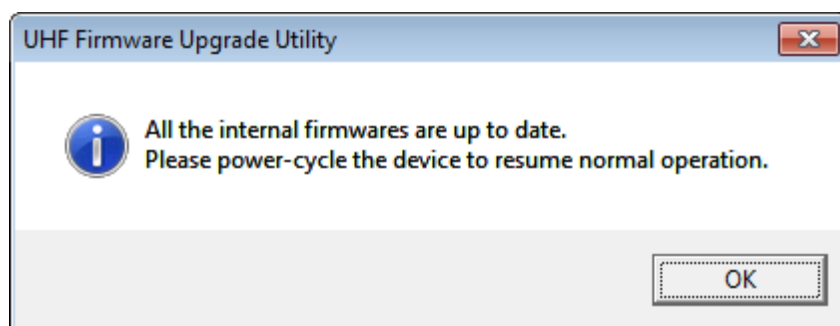 UHF Firmware Upgrade Utility
All the internal firmwares are up to date.
Please power-cycle the device to resume normal operation.
OK